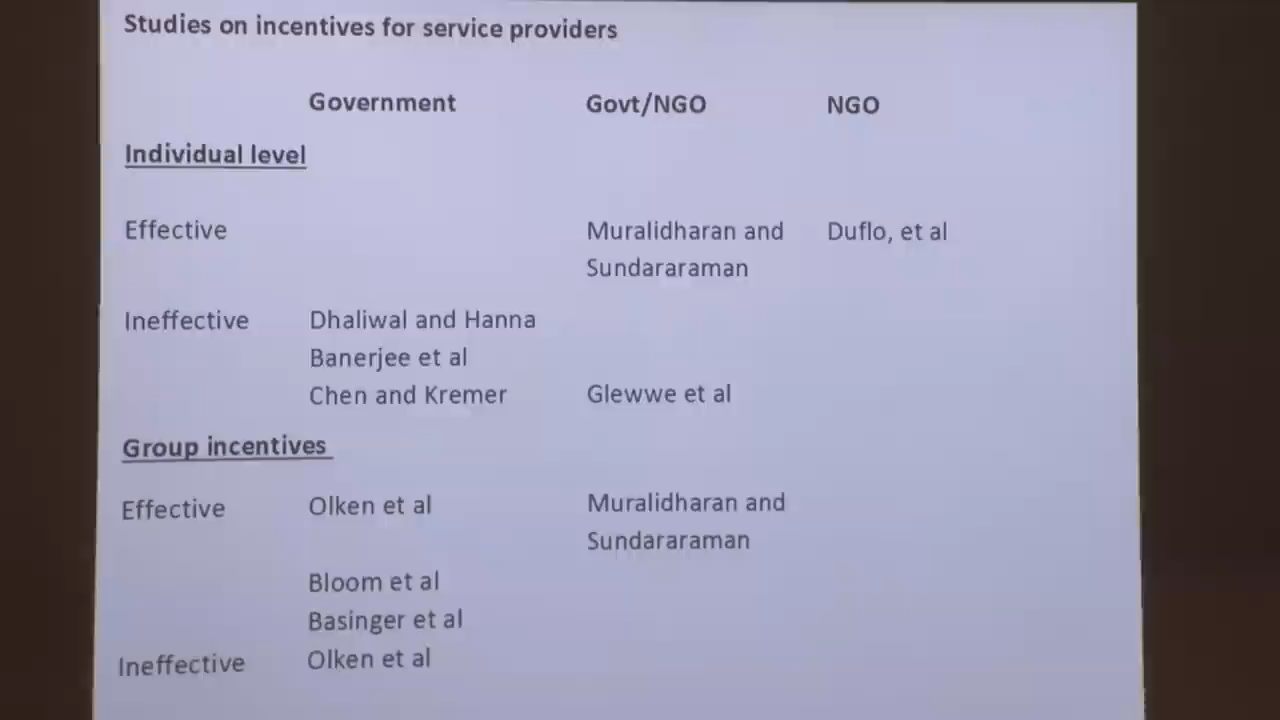 Studies on incentives for service providers
Government Govt/NGO NGO
Individual level
Effective Muralidharan and Duflo, et al
Sundararaman
Ineffective Dhaliwal and Hanna
Banerjee et al
Chen and Kremer Glewwe et al
Group incentives
Effective Olken et al Muralidharan and
Sundararaman
Bloom et al
Basinger et al
Ineffective Olken et al